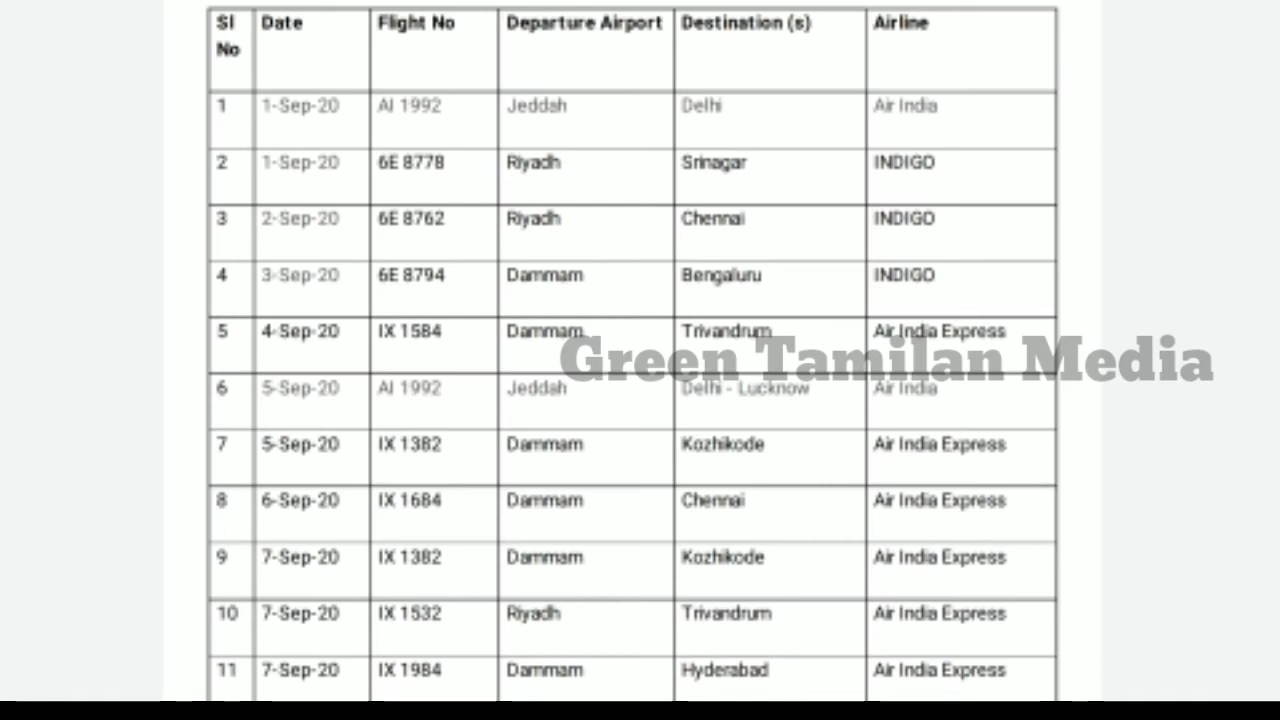 Sl No Date Flight No Departure Airport Destination (s) Airline
1 1-Sep-20 AI 1992 Jeddah Delhi Air India
2 1-Sep-20 6E 8778 Riyadh Srinagar INDIGO
3 2-Sep-20 6E 8762 Riyadh Chennai INDIGO
4 3-Sep-20 6E 8794 Dammam Bengaluru INDIGO
5 4-Sep-20 IX 1584 Dammam Trivandrum Air India Express
Green Tamilan Media
6 5-Sep-20 AI 1992 Jeddah Delhi - Lucknow Air India
7 5-Sep-20 IX 1382 Dammam Kozhikode Air India Express
8 6-Sep-20 IX 1684 Dammam Chennai Air India Express
9 7-Sep-20 IX 1382 Dammam Kozhikode Air India Express
10 7-Sep-20 IX 1532 Riyadh Trivandrum Air India Express
11 7-Sep-20 IX 1984 Dammam Hyderabad Air India Express